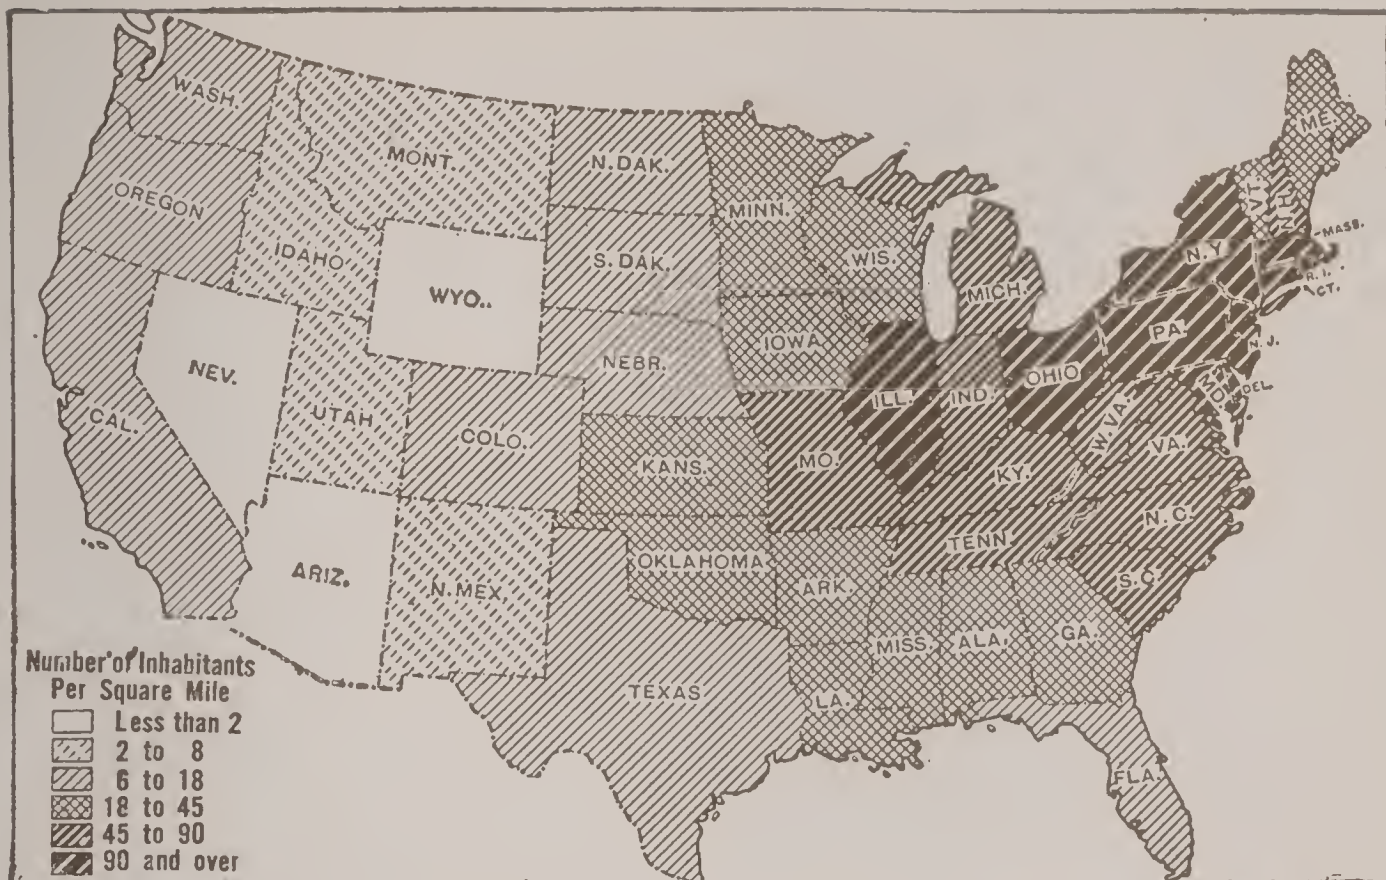 WASH.
OREGON
CAL.
NEV.
IDAHO
MONT.
WYO..
UTAH
ARIZ.
COLO.
N.MEX.
N.DAK.
S.DAK.
NEBR.
KANS.
OKLAHOMA
TEXAS
MINN.
IOWA
MO.
ARK.
LA.
WIS.
ILL.
MICH.
IND.
OHIO
KY.
TENN.
MISS.
ALA.
GA.
FLA.
S.C.
N.C.
VA.
W.VA.
PA.
N.Y.
VT.
N.H.
ME.
MASS.
R.I.
CT.
N.J.
DEL.
MD.
Number of Inhabitants
Per Square Mile
Less than 2
2 to 8
6 to 18
18 to 45
45 to 90
90 and over